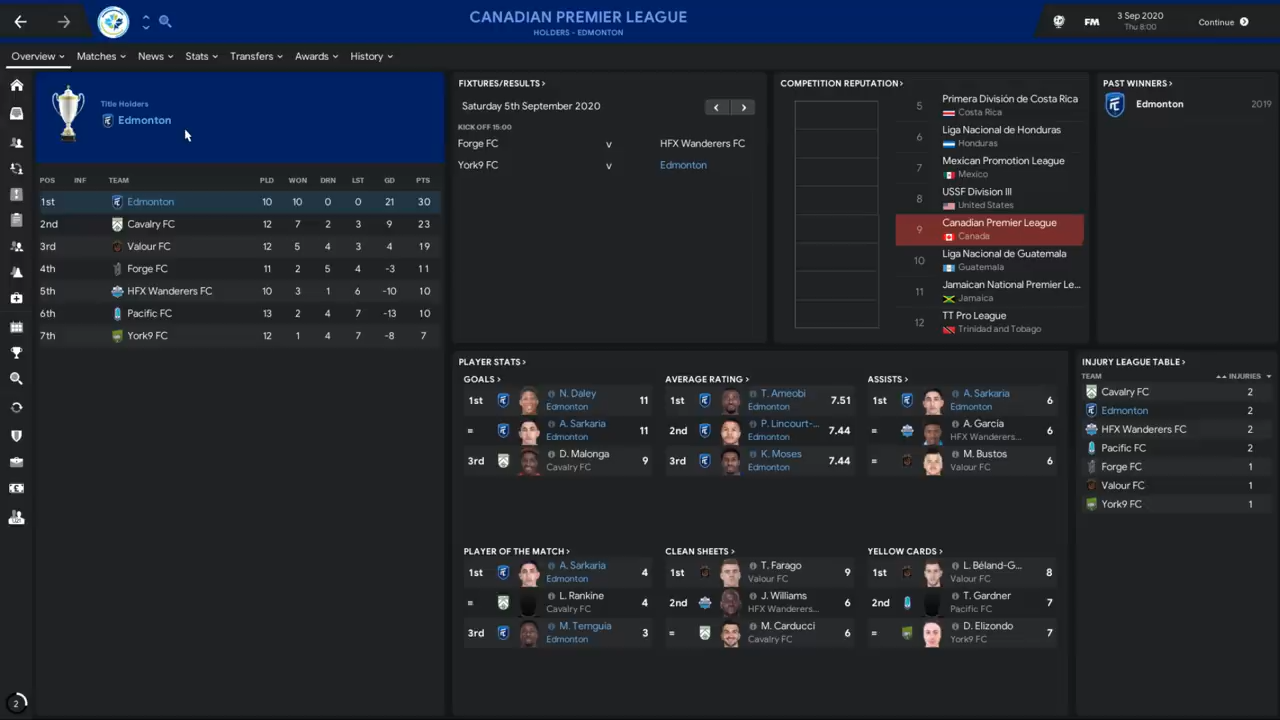 CANADIAN PREMIER LEAGUE
HOLDERS - EDMONTON
FM
3 Sep 2020
Thu 8:00
Continue
Overview Matches News Stats Transfers Awards History
Title Holders
Edmonton
POS INF TEAM PLD WON DRN LST GD PTS
1st Edmonton 10 10 0 0 21 30
2nd Cavalry FC 12 7 2 3 9 23
3rd Valour FC 12 5 4 3 4 19
4th Forge FC 11 2 5 4 -3 11
5th HFX Wanderers FC 10 3 1 6 -10 10
6th Pacific FC 13 2 4 7 -13 10
7th York9 FC 12 1 4 7 -8 7
FIXTURES/RESULTS >
Saturday 5th September 2020
KICK OFF 15:00
Forge FC v HFX Wanderers FC
York9 FC v Edmonton
COMPETITION REPUTATION >
5 Primera División de Costa Rica
Costa Rica
6 Liga Nacional de Honduras
Honduras
7 Mexican Promotion League
Mexico
8 USSF Division III
United States
9 Canadian Premier League
Canada
10 Liga Nacional de Guatemala
Guatemala
11 Jamaican National Premier Le...
Jamaica
12 TT Pro League
Trinidad and Tobago
PAST WINNERS >
Edmonton 2019
PLAYER STATS >
GOALS >
1st N. Daley 11
Edmonton
= A. Sarkaria 11
Edmonton
3rd D. Malonga 9
Cavalry FC
AVERAGE RATING >
1st T. Ameobi 7.51
Edmonton
2nd P. Lincourt-... 7.44
Edmonton
3rd K. Moses 7.44
Edmonton
ASSISTS >
1st A. Sarkaria 6
Edmonton
= A. García 6
HFX Wanderers...
= M. Bustos 6
Valour FC
PLAYER OF THE MATCH >
1st A. Sarkaria 4
Edmonton
= L. Rankine 4
Cavalry FC
3rd M. Temguia 3
Edmonton
CLEAN SHEETS >
1st T. Farago 9
Valour FC
2nd J. Williams 6
HFX Wanderers...
= M. Carducci 6
Cavalry FC
YELLOW CARDS >
1st L. Béland-G... 8
Valour FC
2nd T. Gardner 7
Pacific FC
= D. Elizondo 7
York9 FC
INJURY LEAGUE TABLE >
TEAM INJURIES
Cavalry FC 2
Edmonton 2
HFX Wanderers FC 2
Pacific FC 2
Forge FC 1
Valour FC 1
York9 FC 1
2